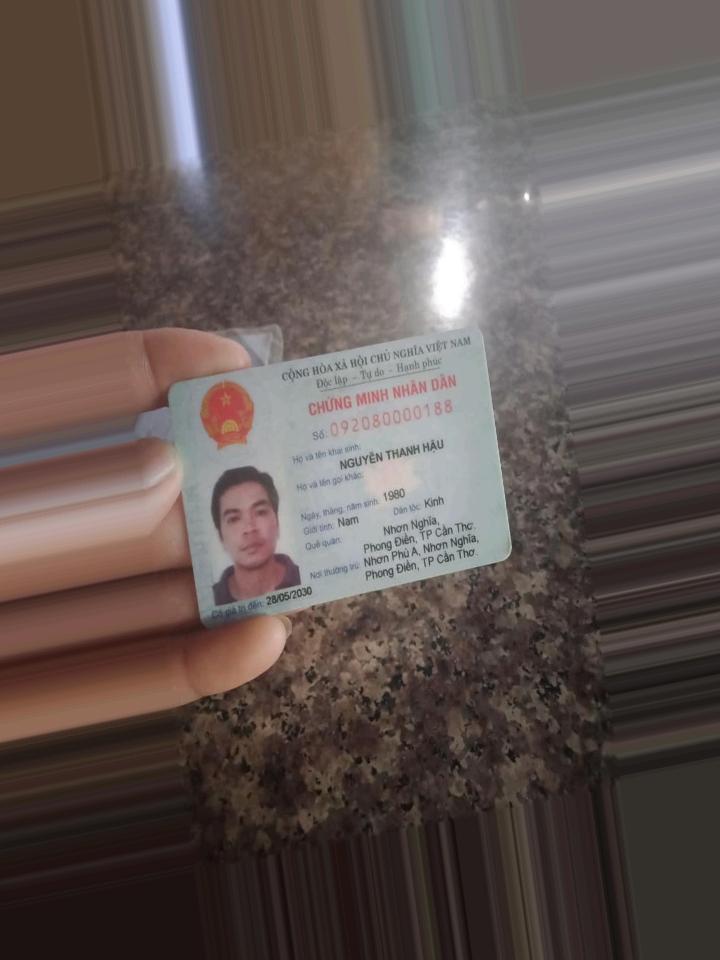 CỘNG HÒA XÃ HỘI CHỦ NGHĨA VIỆT NAM
Độc lập - Tự do - Hạnh phúc
CHỨNG MINH NHÂN DÂN
Số: 092080000188
Họ và tên khai sinh:
NGUYỄN THANH HẬU
Họ và tên gọi khác:
Ngày, tháng, năm sinh: 1980
Giới tính: Nam Dân tộc: Kinh
Quê quán: Nhơn Nghĩa,
Phong Điền, TP Cần Thơ.
Nơi thường trú: Nhơn Phú A, Nhơn Nghĩa,
Phong Điền, TP Cần Thơ.
Có giá trị đến: 28/05/2030